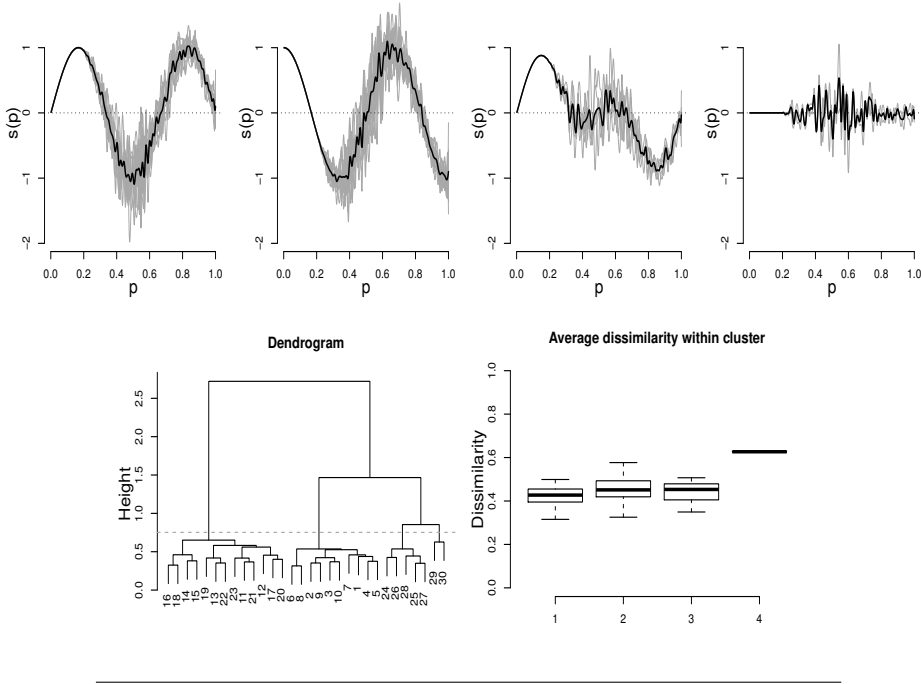 s(p)
1
0
−1
−2
0.0 0.2 0.4 0.6 0.8 1.0
p
s(p)
1
0
−1
−2
0.0 0.2 0.4 0.6 0.8 1.0
p
s(p)
1
0
−1
−2
0.0 0.2 0.4 0.6 0.8 1.0
p
s(p)
1
0
−1
−2
0.0 0.2 0.4 0.6 0.8 1.0
p
Dendrogram
Height
2.5
2.0
1.5
1.0
0.5
0.0
16 18 14 15 19 13 22 23 11 21 12 17 20 6 8 2 9 3 10 7 1 4 5 24 26 28 25 27 29 30
Average dissimilarity within cluster
Dissimilarity
1.0
0.8
0.6
0.4
0.2
0.0
1 2 3 4